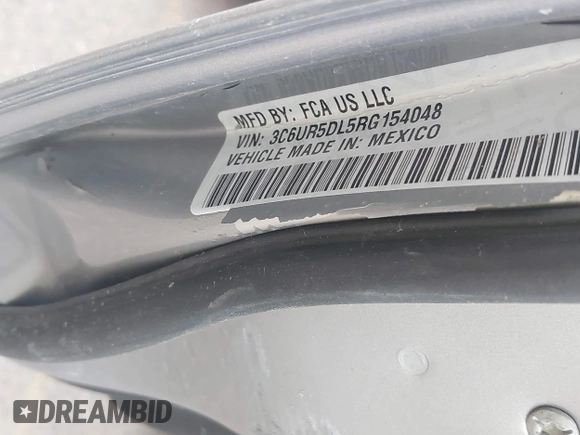 MFD BY: FCA US LLC
VIN: 3C6UR5DL5RG154048
VEHICLE MADE IN: MEXICO
DREAMBID